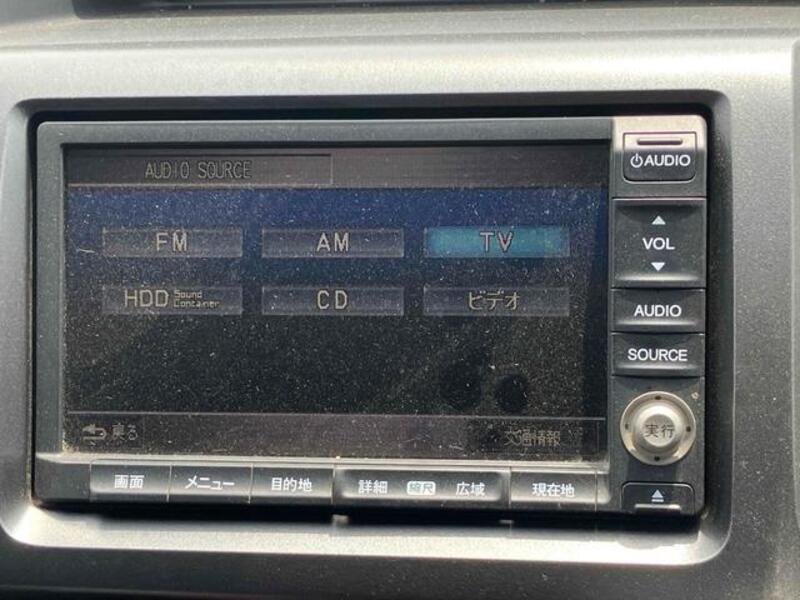 AUDIO SOURCE
FM AM TV
HDD Sound Container CD ビデオ
戻る 交通情報
画面 メニュー 目的地 詳細 縮尺 広域 現在地
AUDIO
VOL
AUDIO
SOURCE
実行